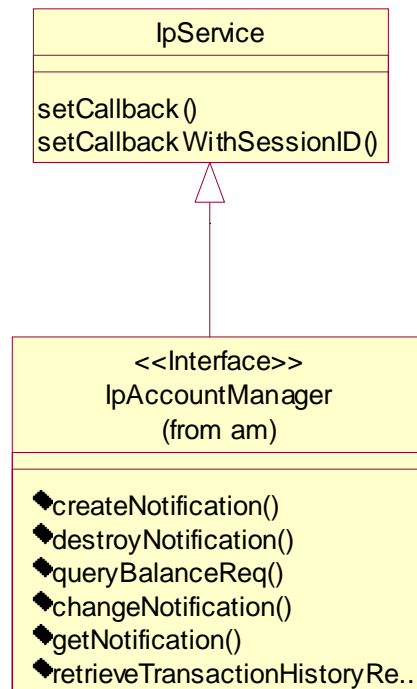 IpService
setCallback()
setCallbackWithSessionID()
<<Interface>>
IpAccountManager
(from am)
createNotification()
destroyNotification()
queryBalanceReq()
changeNotification()
getNotification()
retrieveTransactionHistoryRe..